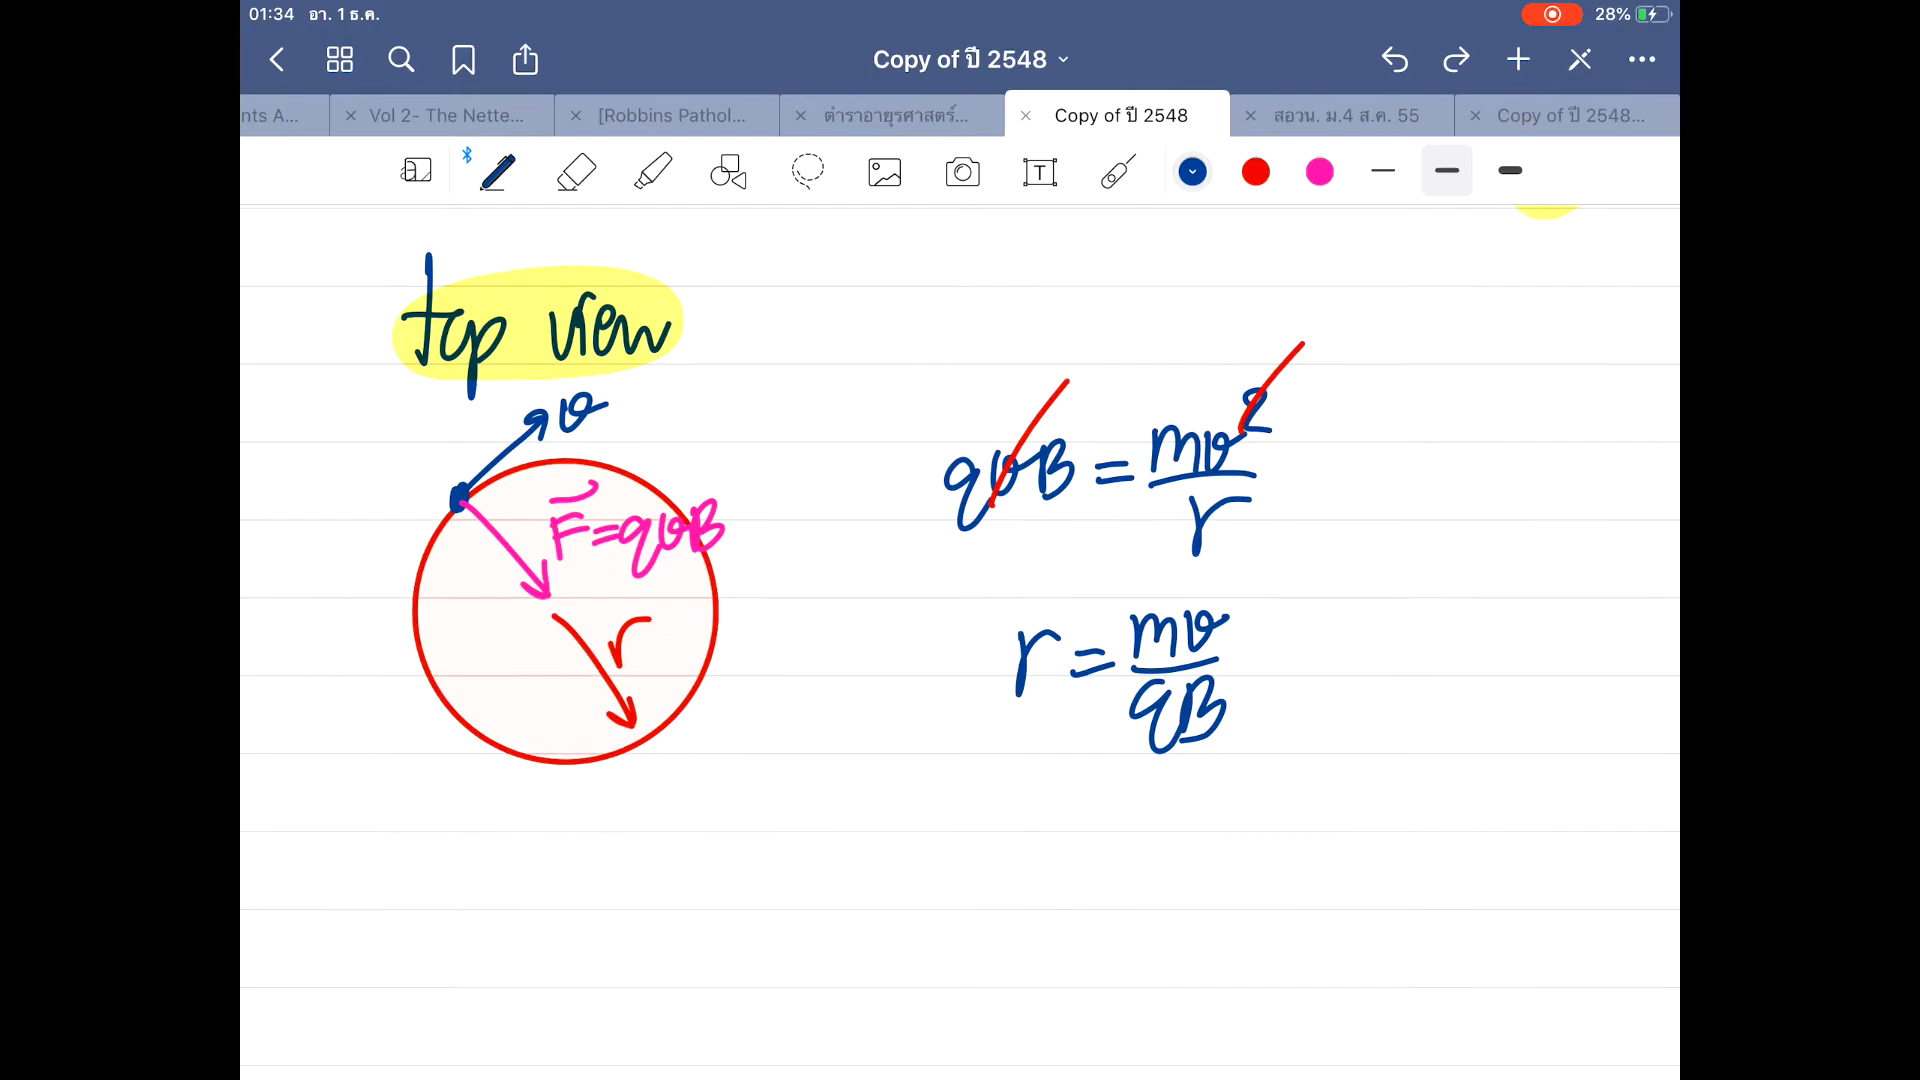 01:34 อา. 1 ธ.ค.
28%
Copy of ปี 2548
nts A...
Vol 2- The Nette...
[Robbins Pathol...
ตำราอายุรศาสตร์...
Copy of ปี 2548
สอวน. ม.4 ส.ค. 55
Copy of ปี 2548...
T
top view
v
F=qvB
r
qvB = mv²/r
r = mv/qB